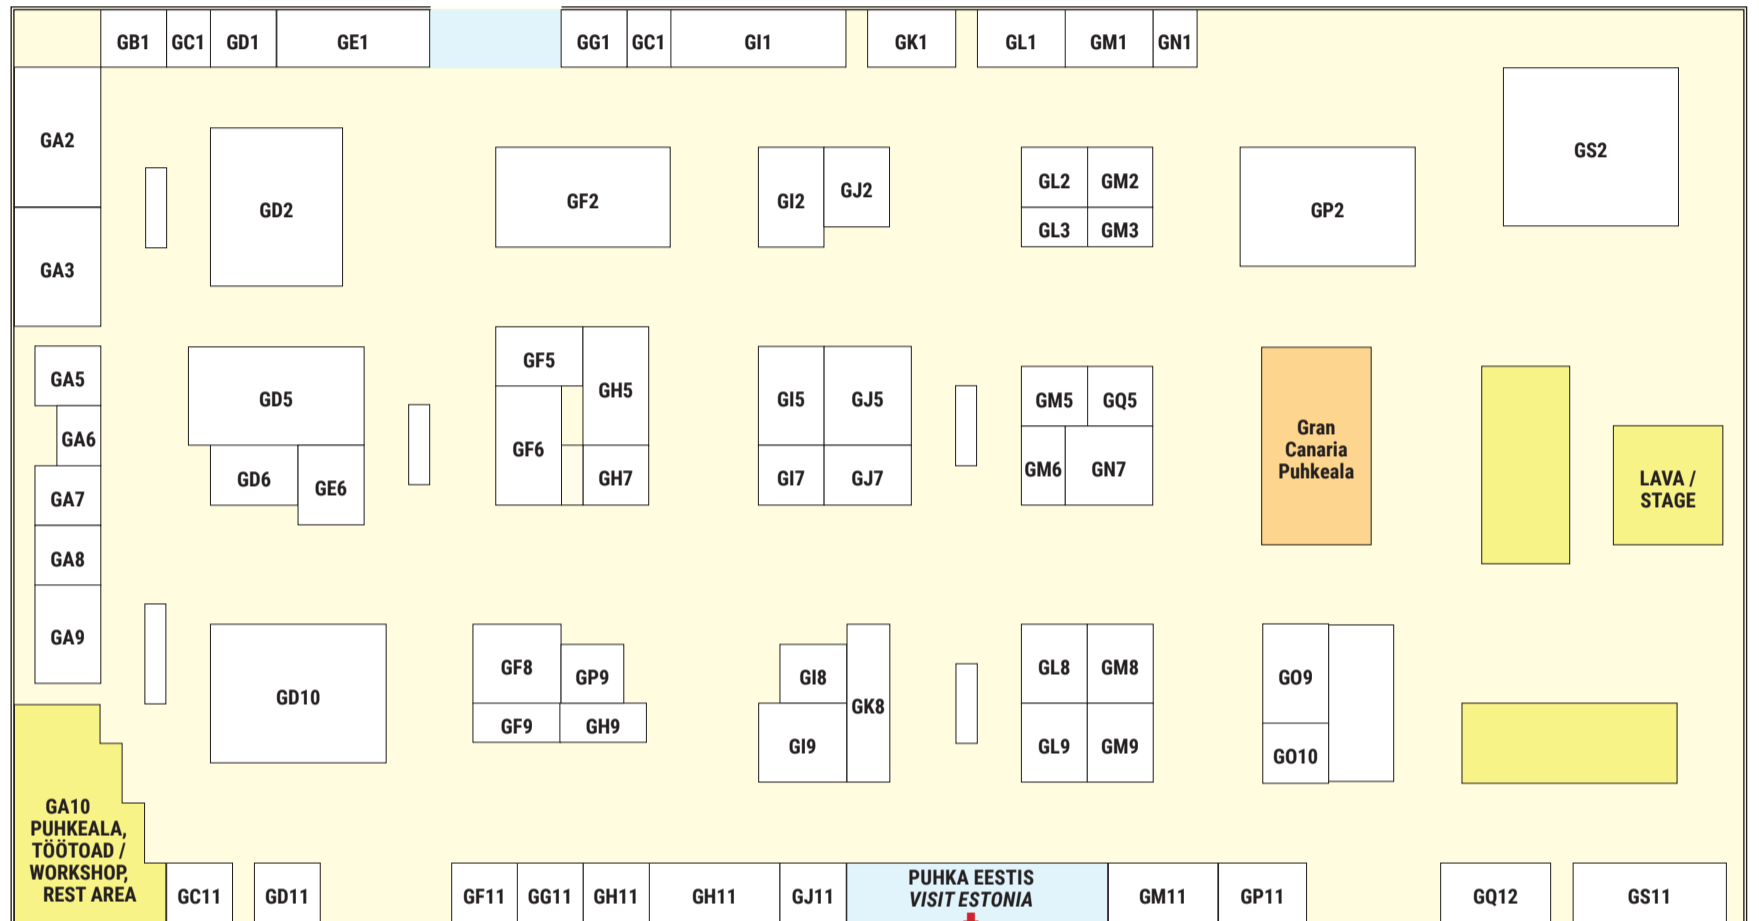 GB1
GC1
GD1
GE1
GG1
GC1
GI1
GK1
GL1
GM1
GN1
GA2
GD2
GF2
GI2
GJ2
GL2
GM2
GL3
GM3
GP2
GS2
GA3
GA5
GA6
GA7
GA8
GA9
GD5
GD6
GE6
GF5
GH5
GF6
GH7
GI5
GJ5
GI7
GJ7
GM5
GQ5
GM6
GN7
Gran
Canaria
Puhkeala
LAVA /
STAGE
GD10
GF8
GP9
GF9
GH9
GI8
GK8
GI9
GL8
GM8
GL9
GM9
GO9
GO10
GA10
PUHKEALA,
TÖÖTOAD /
WORKSHOP,
REST AREA
GC11
GD11
GF11
GG11
GH11
GH11
GJ11
PUHKA EESTIS
VISIT ESTONIA
GM11
GP11
GQ12
GS11